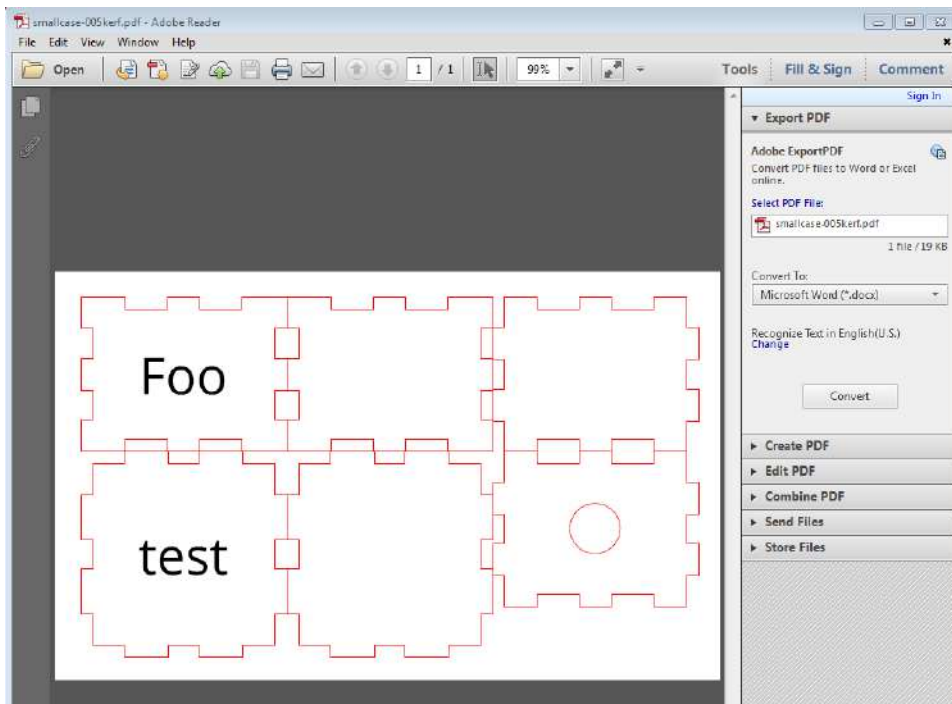 smallcase-005kerf.pdf - Adobe Reader
File Edit View Window Help
Open 1 / 1 99% Tools Fill & Sign Comment
Sign In
Export PDF
Adobe ExportPDF
Convert PDF files to Word or Excel
online.
Select PDF File:
smallcase-005kerf.pdf
1 file / 19 KB
Convert To:
Microsoft Word (*.docx)
Recognize Text in English(U.S.)
Change
Convert
Create PDF
Edit PDF
Combine PDF
Send Files
Store Files
Foo
test